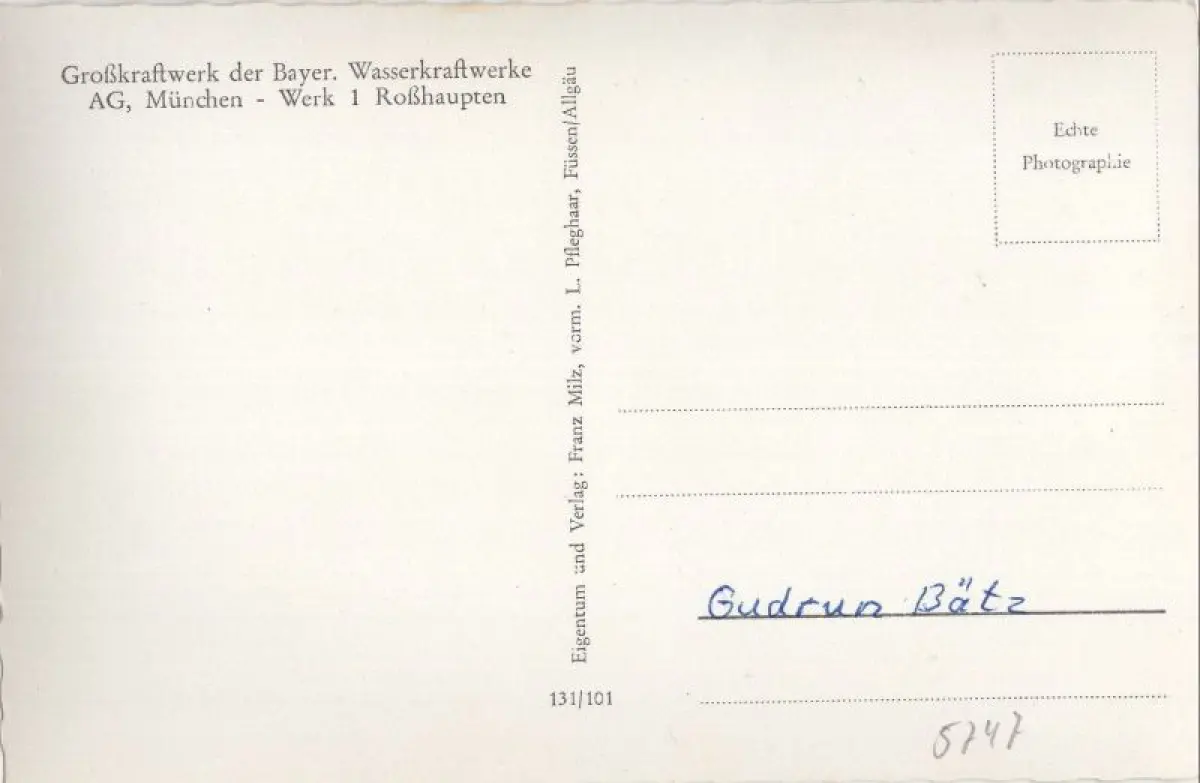 Großkraftwerk der Bayer. Wasserkraftwerke
AG, München - Werk 1 Roßhaupten
Eigentum und Verlag: Franz Milz, vorm. L. Pfleghaar, Füssen/Allgäu
131/101
Echte
Photographie
Gudrun Bätz
5747